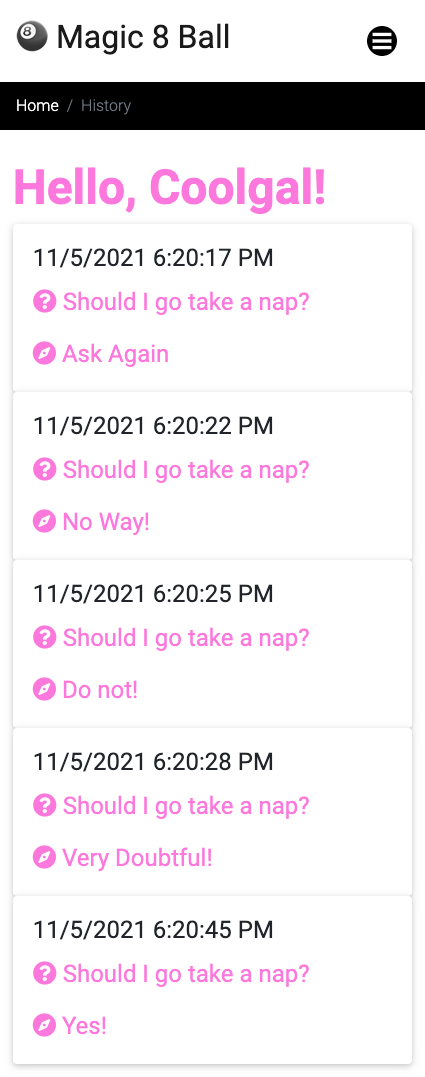 8 Magic 8 Ball
Home / History
Hello, Coolgal!
11/5/2021 6:20:17 PM
? Should I go take a nap?
Ask Again
11/5/2021 6:20:22 PM
? Should I go take a nap?
No Way!
11/5/2021 6:20:25 PM
? Should I go take a nap?
Do not!
11/5/2021 6:20:28 PM
? Should I go take a nap?
Very Doubtful!
11/5/2021 6:20:45 PM
? Should I go take a nap?
Yes!